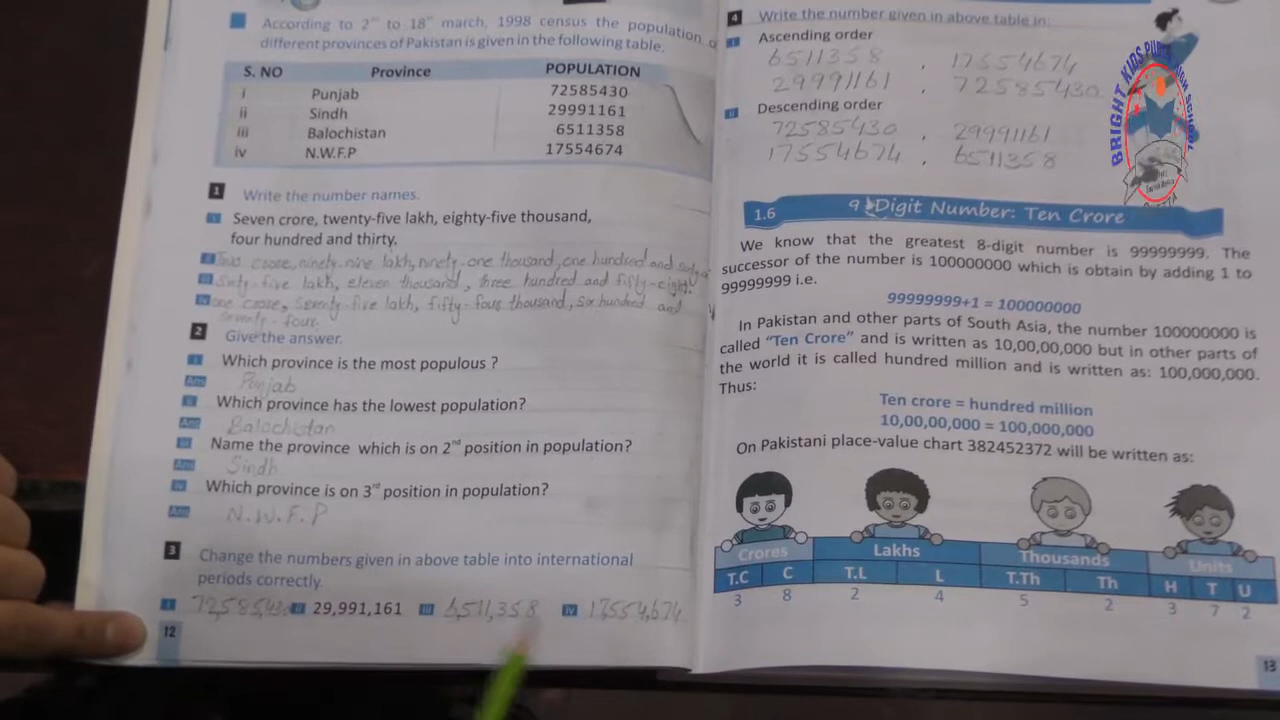 According to 2nd to 18th march, 1998 census the population
different provinces of Pakistan is given in the following table.
S. NO Province POPULATION
i Punjab 72585430
ii Sindh 29991161
iii Balochistan 6511358
iv N.W.F.P 17554674
1 Write the number names.
i Seven crore, twenty-five lakh, eighty-five thousand,
four hundred and thirty.
ii Two crore, ninety-nine lakh, ninety-one thousand, one hundred and
iii Sixty-five lakh, eleven thousand, three hundred and fifty-eight.
iv one crore, seventy-five lakh, fifty-four thousand, six hundred and
seventy-four.
2 Give the answer.
i Which province is the most populous ?
Ans Punjab
ii Which province has the lowest population?
Ans Balochistan
iii Name the province which is on 2nd position in population?
Ans Sindh
iv Which province is on 3rd position in population?
Ans N.W.F.P
3 Change the numbers given in above table into international
periods correctly.
i 72,585,430 ii 29,991,161 iii 6,511,358 iv 17,554,674
12
4 Write the number given in above table in:
i Ascending order
6511358 , 17554674
29991161 , 72585430
ii Descending order
72585430 , 29991161
17554674 , 6511358
1.6 9 Digit Number: Ten Crore
We know that the greatest 8-digit number is 99999999. The
successor of the number is 100000000 which is obtain by adding 1 to
99999999 i.e.
99999999+1 = 100000000
In Pakistan and other parts of South Asia, the number 100000000 is
called “Ten Crore” and is written as 10,00,00,000 but in other parts of
the world it is called hundred million and is written as: 100,000,000.
Thus:
Ten crore = hundred million
10,00,00,000 = 100,000,000
On Pakistani place-value chart 382452372 will be written as:
Crores Lakhs Thousands Units
T.C C T.L L T.Th Th H T U
3 8 2 4 5 2 3 7 2
13
BRIGHT KIDS